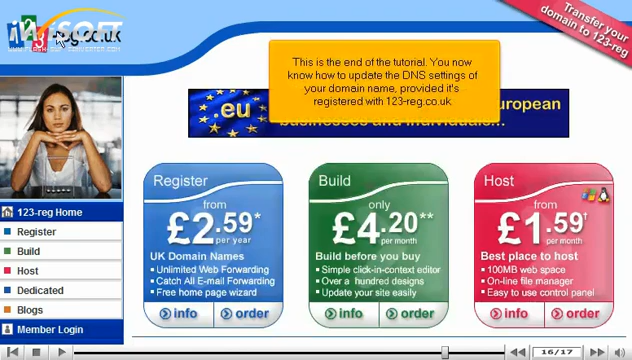 123-reg.co.uk
Transfer your
domain to 123-reg
This is the end of the tutorial. You now
know how to update the DNS settings of
your domain name, provided it's
registered with 123-reg.co.uk
.eu
European
businesses and individuals...
123-reg Home
Register
Build
Host
Dedicated
Blogs
Member Login
Register
from
£2.59*
per year
UK Domain Names
Unlimited Web Forwarding
Catch All E-mail Forwarding
Free home page wizard
info
order
Build
only
£4.20**
per month
Build before you buy
Simple click-in-context editor
Over a hundred designs
Update your site easily
info
order
Host
from
£1.59†
per month
Best place to host
100MB web space
On-line file manager
Easy to use control panel
info
order
16/17